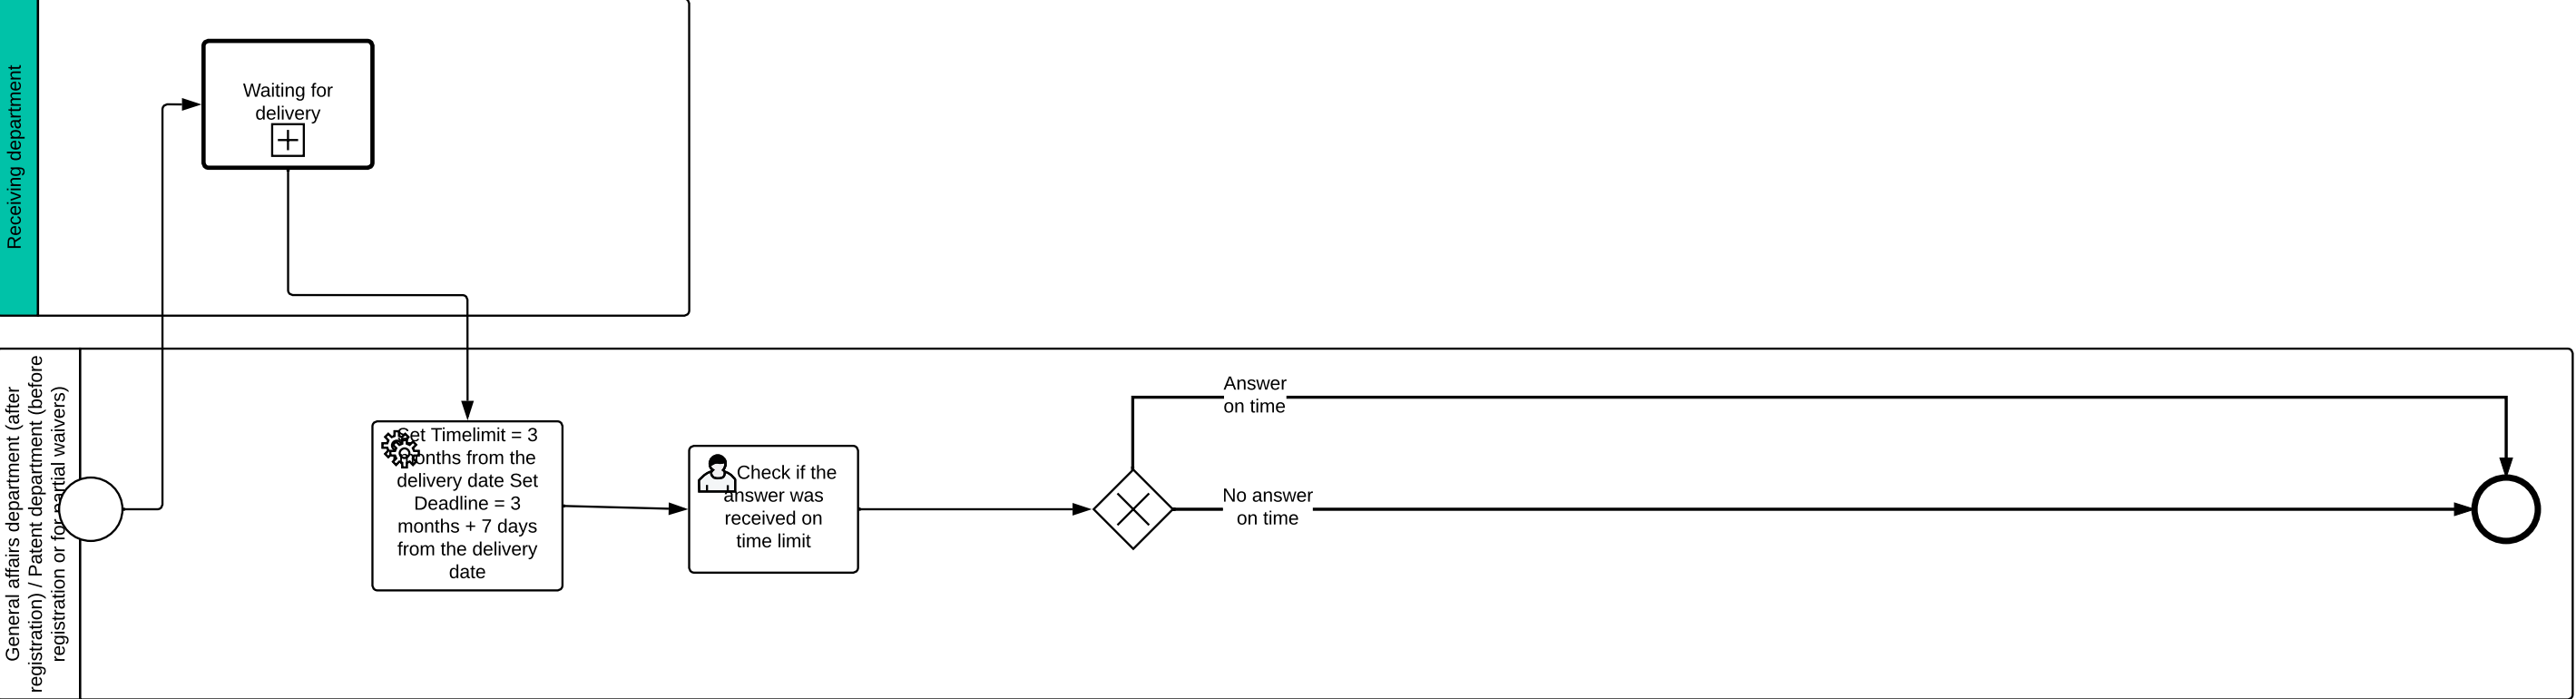 Receiving department
Waiting for
delivery
General affairs department (after
registration) / Patent department (before
registration or for partial waivers)
Set Timelimit = 3
months from the
delivery date Set
Deadline = 3
months + 7 days
from the delivery
date
Check if the
answer was
received on
time limit
Answer
on time
No answer
on time